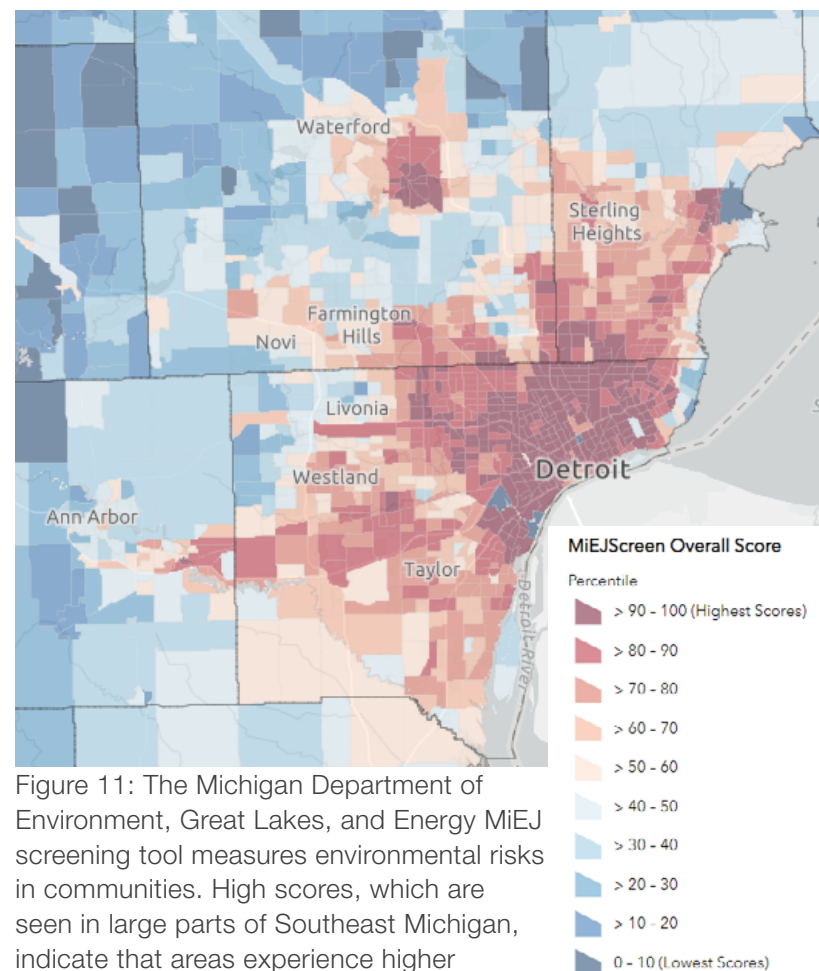 Waterford
Sterling
Heights
Farmington
Hills
Novi
Livonia
Westland
Detroit
Ann Arbor
Taylor
Detroit River
MiEJScreen Overall Score
Percentile
> 90 - 100 (Highest Scores)
> 80 - 90
> 70 - 80
> 60 - 70
> 50 - 60
> 40 - 50
> 30 - 40
> 20 - 30
> 10 - 20
0 - 10 (Lowest Scores)
Figure 11: The Michigan Department of
Environment, Great Lakes, and Energy MiEJ
screening tool measures environmental risks
in communities. High scores, which are
seen in large parts of Southeast Michigan,
indicate that areas experience higher